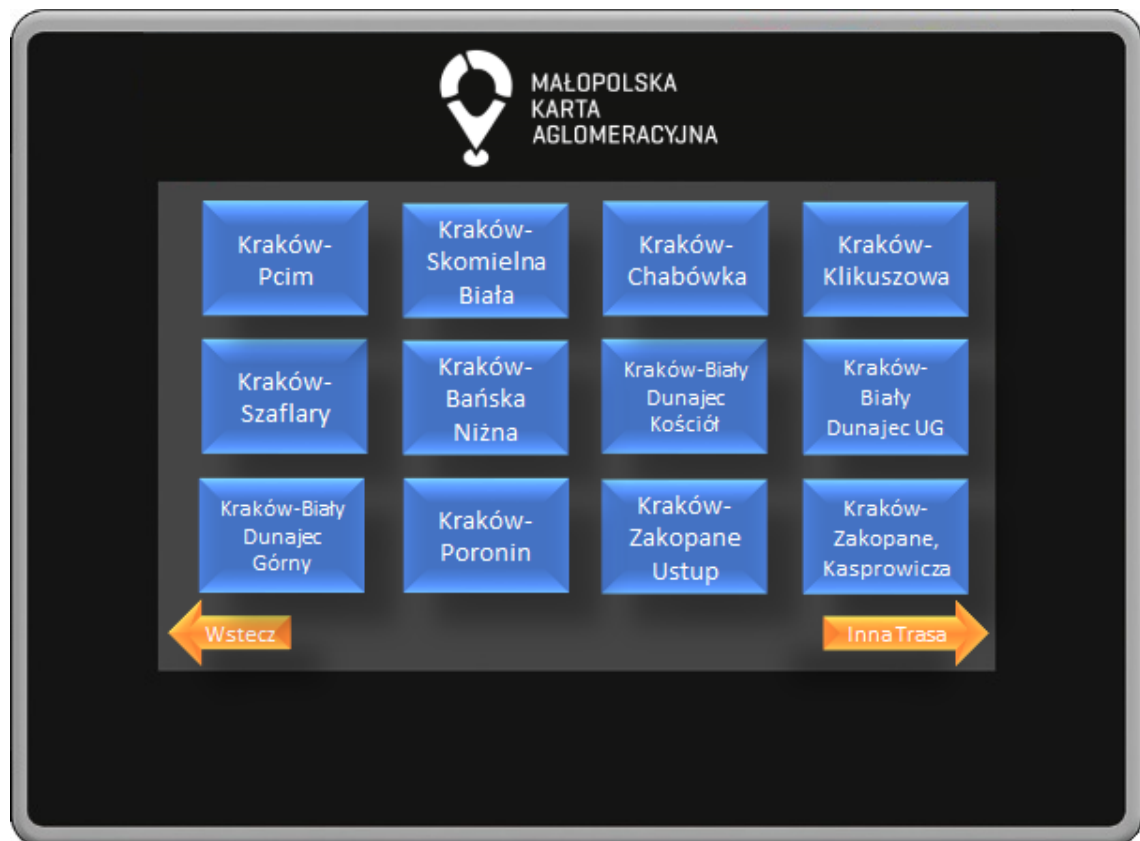 MAŁOPOLSKA
KARTA
AGLOMERACYJNA
Kraków-
Pcim
Kraków-
Skomielna
Biała
Kraków-
Chabówka
Kraków-
Klikuszowa
Kraków-
Szaflary
Kraków-
Bańska
Niżna
Kraków-Biały
Dunajec
Kościół
Kraków-
Biały
Dunajec UG
Kraków-Biały
Dunajec
Górny
Kraków-
Poronin
Kraków-
Zakopane
Ustup
Kraków-
Zakopane,
Kasprowicza
Wstecz
Inna Trasa